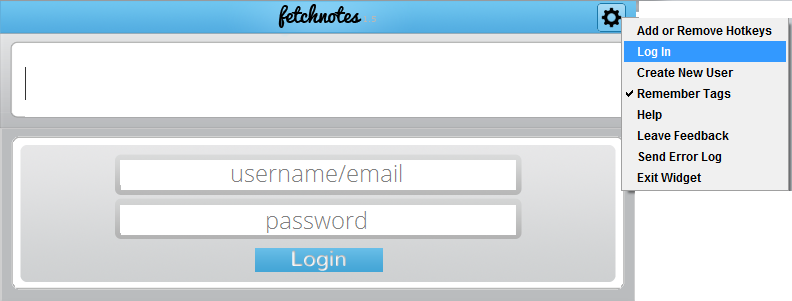 fetchnotes
Add or Remove Hotkeys
Log In
Create New User
Remember Tags
Help
Leave Feedback
Send Error Log
Exit Widget
username/email
password
Login